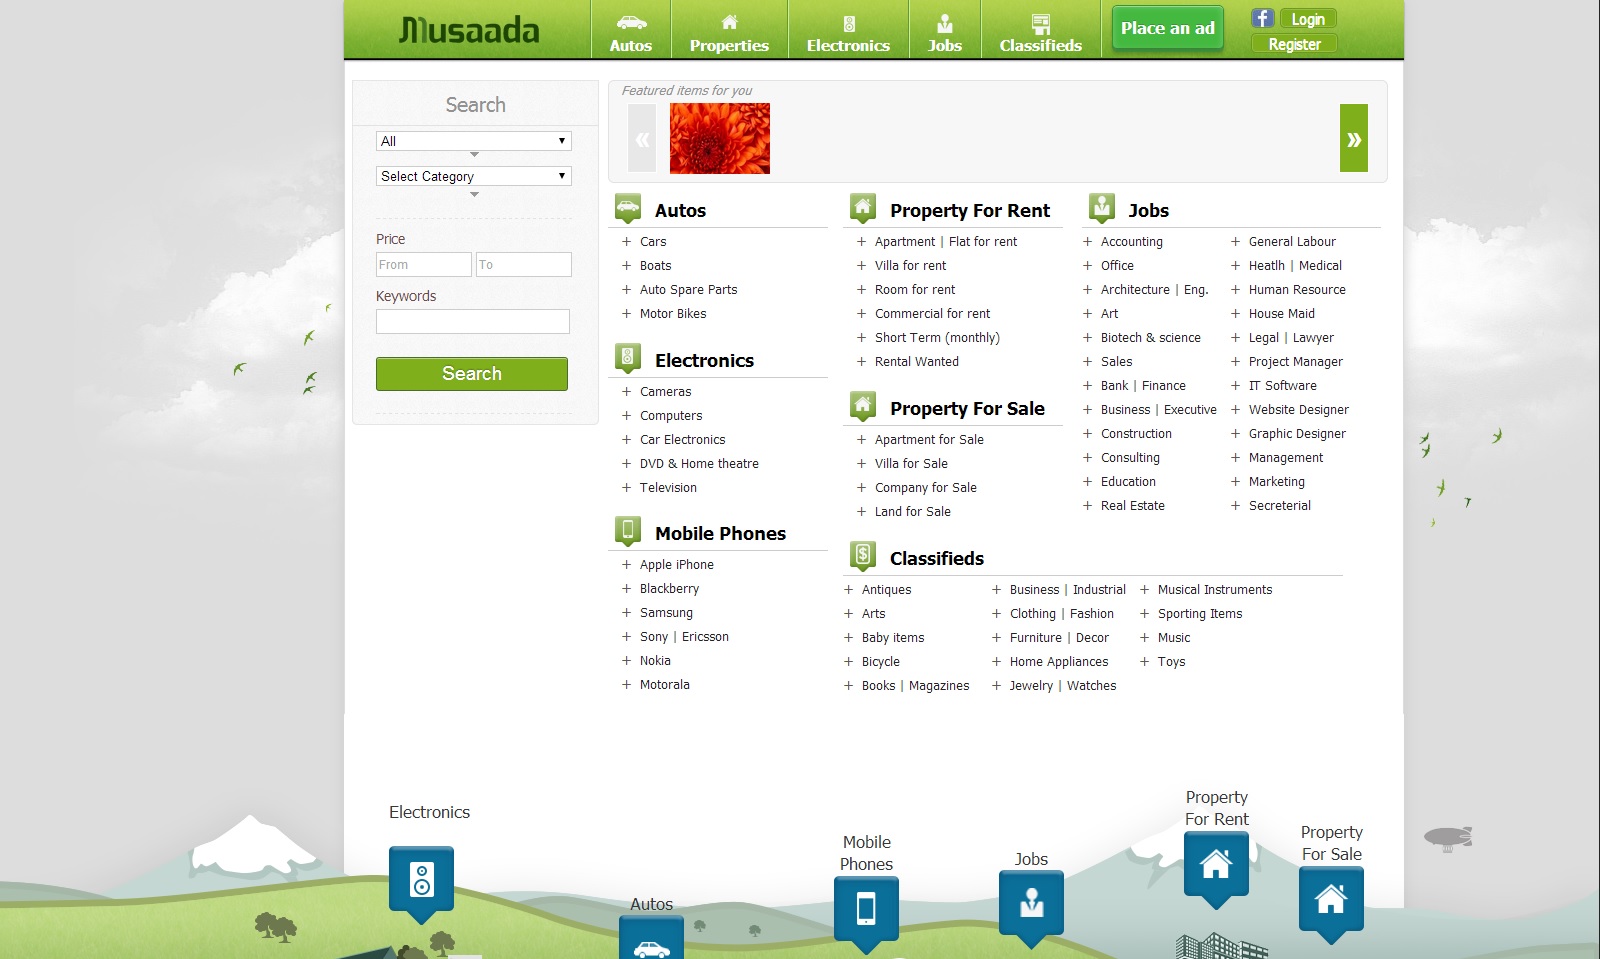 Musaada
Autos
Properties
Electronics
Jobs
Classifieds
Place an ad
f
Login
Register
Search
All
Select Category
Price
From
To
Keywords
Search
Featured items for you
«
»
Autos
+ Cars
+ Boats
+ Auto Spare Parts
+ Motor Bikes
Electronics
+ Cameras
+ Computers
+ Car Electronics
+ DVD & Home theatre
+ Television
Mobile Phones
+ Apple iPhone
+ Blackberry
+ Samsung
+ Sony | Ericsson
+ Nokia
+ Motorala
Property For Rent
+ Apartment | Flat for rent
+ Villa for rent
+ Room for rent
+ Commercial for rent
+ Short Term (monthly)
+ Rental Wanted
Property For Sale
+ Apartment for Sale
+ Villa for Sale
+ Company for Sale
+ Land for Sale
Jobs
+ Accounting
+ Office
+ Architecture | Eng.
+ Art
+ Biotech & science
+ Sales
+ Bank | Finance
+ Business | Executive
+ Construction
+ Consulting
+ Education
+ Real Estate
+ General Labour
+ Heatlh | Medical
+ Human Resource
+ House Maid
+ Legal | Lawyer
+ Project Manager
+ IT Software
+ Website Designer
+ Graphic Designer
+ Management
+ Marketing
+ Secreterial
$
Classifieds
+ Antiques
+ Arts
+ Baby items
+ Bicycle
+ Books | Magazines
+ Business | Industrial
+ Clothing | Fashion
+ Furniture | Decor
+ Home Appliances
+ Jewelry | Watches
+ Musical Instruments
+ Sporting Items
+ Music
+ Toys
Electronics
Autos
Mobile
Phones
Jobs
Property
For Rent
Property
For Sale